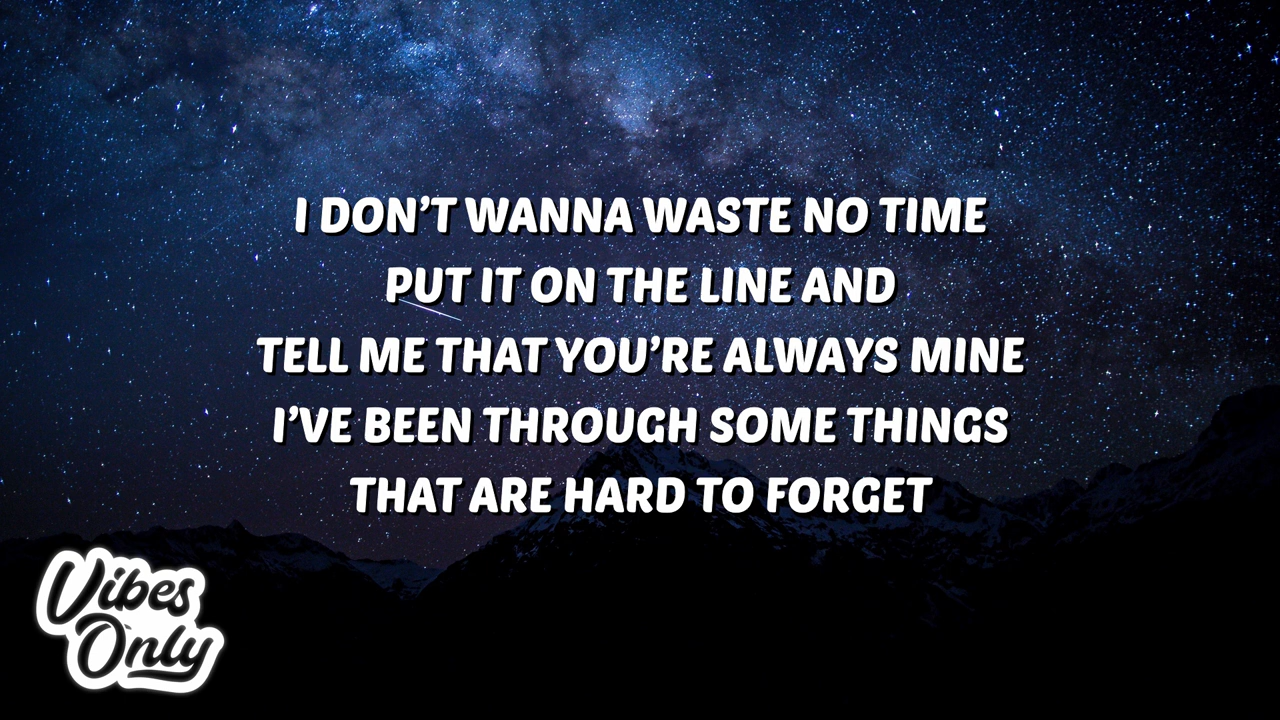 I DON’T WANNA WASTE NO TIME
PUT IT ON THE LINE AND
TELL ME THAT YOU’RE ALWAYS MINE
I’VE BEEN THROUGH SOME THINGS
THAT ARE HARD TO FORGET
Vibes
Only